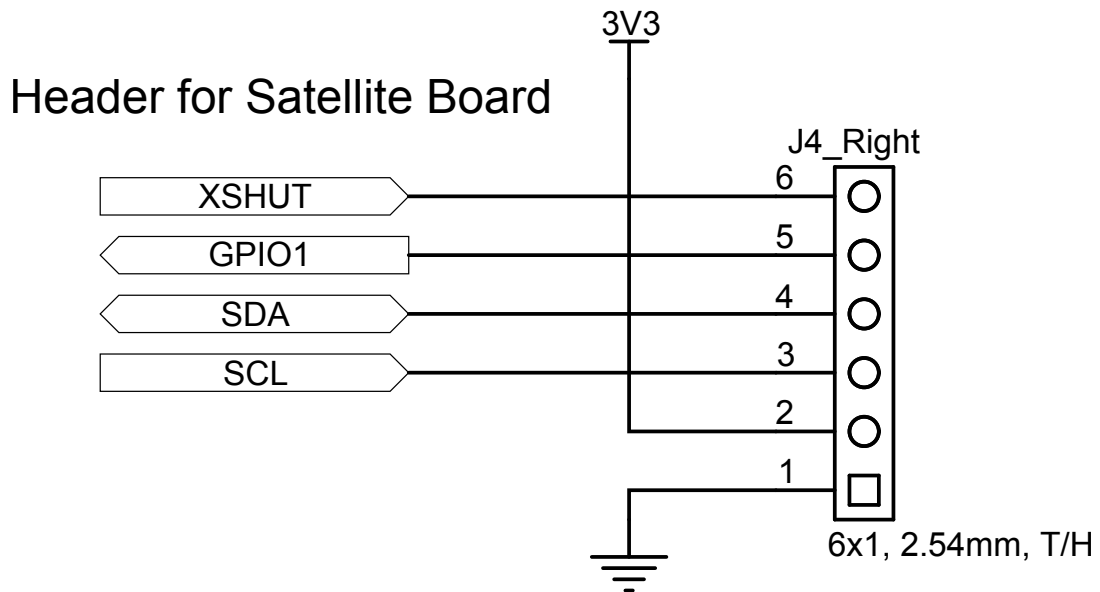 3V3
Header for Satellite Board
J4_Right
XSHUT 6
GPIO1 5
SDA 4
SCL 3
2
1
6x1, 2.54mm, T/H